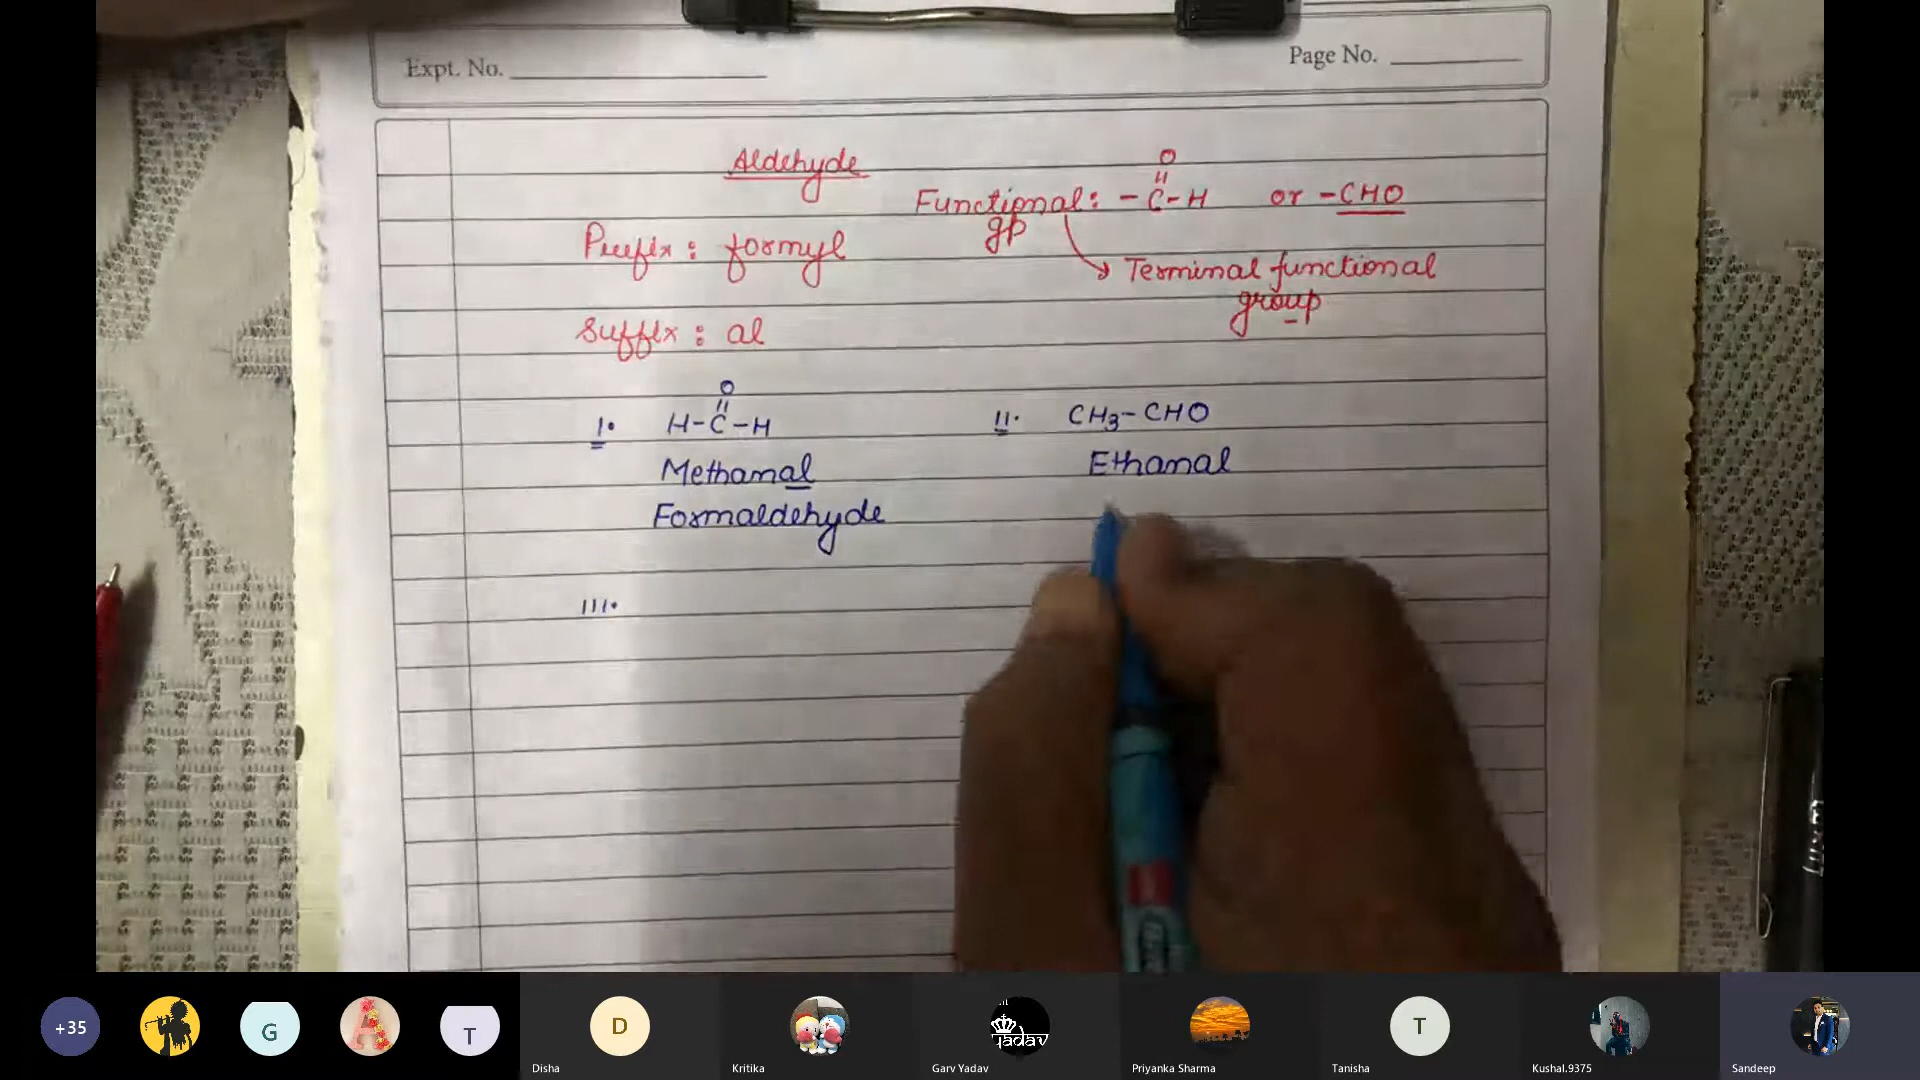 Expt. No. Page No.
Aldehyde
O
||
Functional: -C-H or -CHO
gp
Prefix: formyl
Terminal functional
group
Suffix: al
O
||
I. H-C-H II. CH3-CHO
Methanal Ethanal
Formaldehyde
III.
+35 G A T D T
yadav
Disha Kritika Garv Yadav Priyanka Sharma Tanisha Kushal.9375 Sandeep